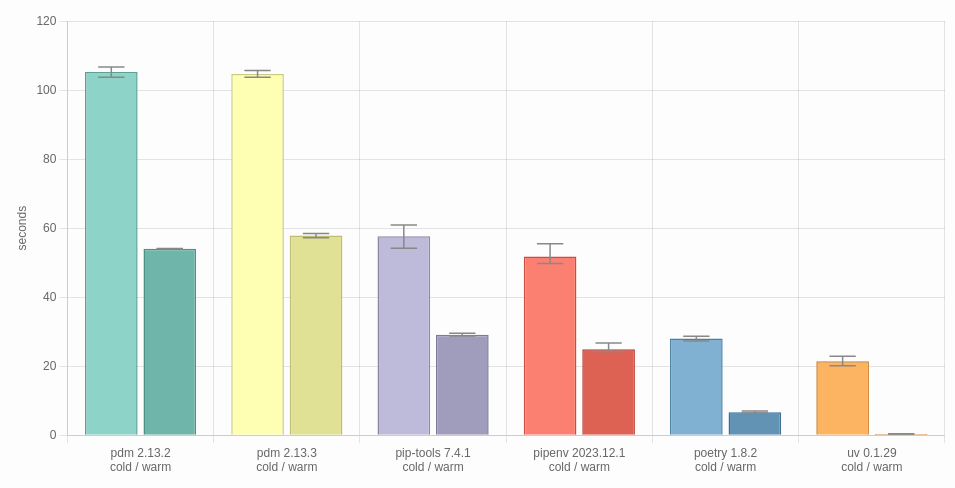 120
100
80
60
40
20
0
seconds
pdm 2.13.2
cold / warm
pdm 2.13.3
cold / warm
pip-tools 7.4.1
cold / warm
pipenv 2023.12.1
cold / warm
poetry 1.8.2
cold / warm
uv 0.1.29
cold / warm